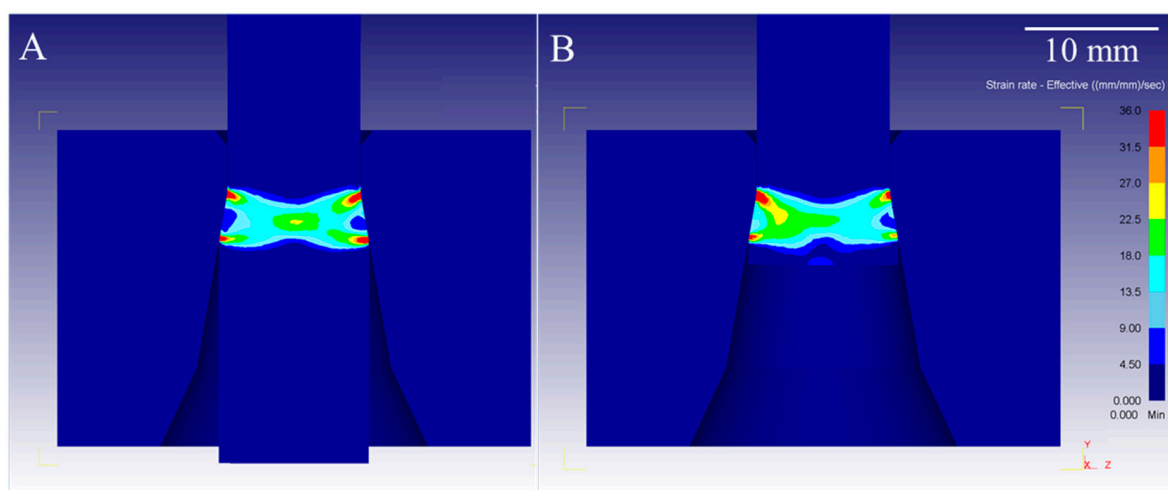 A
B
10 mm
Strain rate - Effective ((mm/mm)/sec)
36.0
31.5
27.0
22.5
18.0
13.5
9.00
4.50
0.000
0.000 Min
Y
X Z